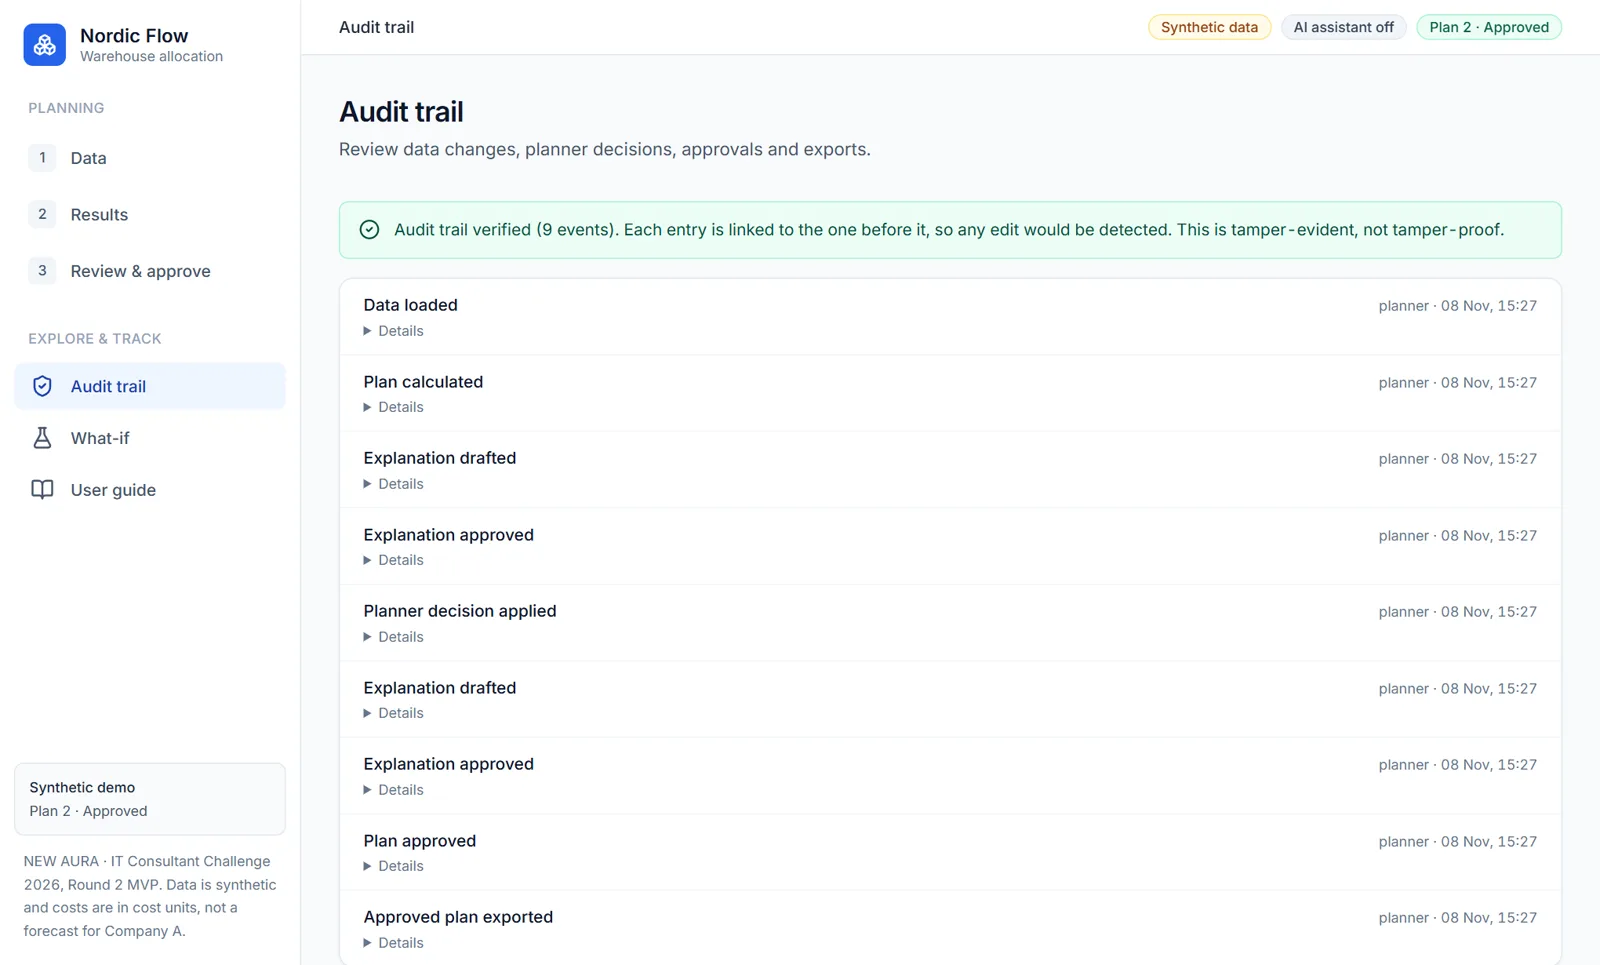 Nordic Flow
Warehouse allocation
PLANNING
1 Data
2 Results
3 Review & approve
EXPLORE & TRACK
Audit trail
What-if
User guide
Synthetic demo
Plan 2 · Approved
NEW AURA · IT Consultant Challenge
2026, Round 2 MVP. Data is synthetic
and costs are in cost units, not a
forecast for Company A.
Audit trail
Synthetic data
AI assistant off
Plan 2 · Approved
Audit trail
Review data changes, planner decisions, approvals and exports.
Audit trail verified (9 events). Each entry is linked to the one before it, so any edit would be detected. This is tamper-evident, not tamper-proof.
Data loaded planner · 08 Nov, 15:27
Details
Plan calculated planner · 08 Nov, 15:27
Details
Explanation drafted planner · 08 Nov, 15:27
Details
Explanation approved planner · 08 Nov, 15:27
Details
Planner decision applied planner · 08 Nov, 15:27
Details
Explanation drafted planner · 08 Nov, 15:27
Details
Explanation approved planner · 08 Nov, 15:27
Details
Plan approved planner · 08 Nov, 15:27
Details
Approved plan exported planner · 08 Nov, 15:27
Details